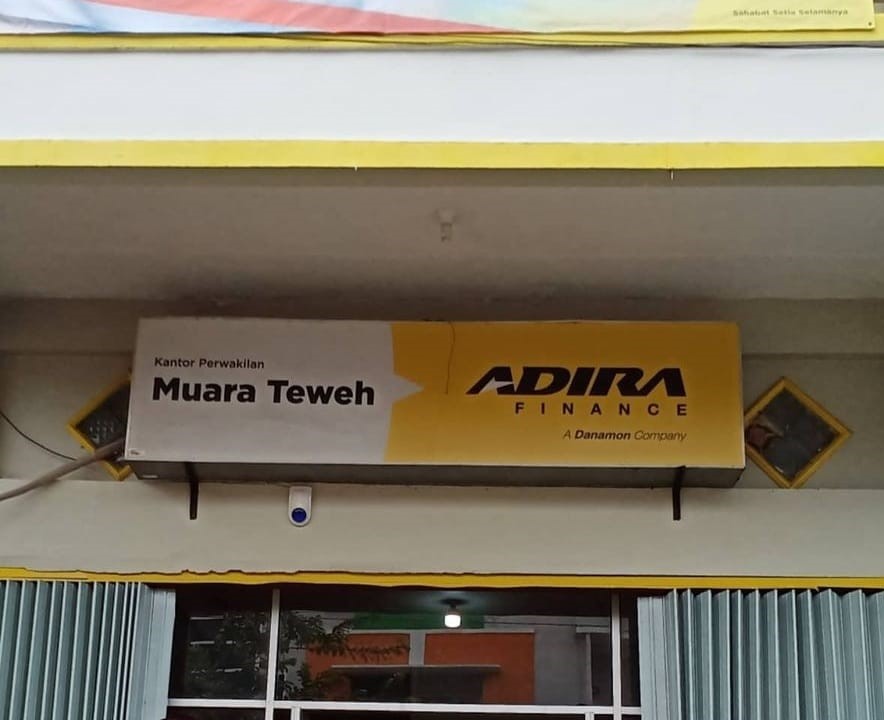 Sahabat Setia Selamanya
Kantor Perwakilan
Muara Teweh
ADIRA
FINANCE
A Danamon Company